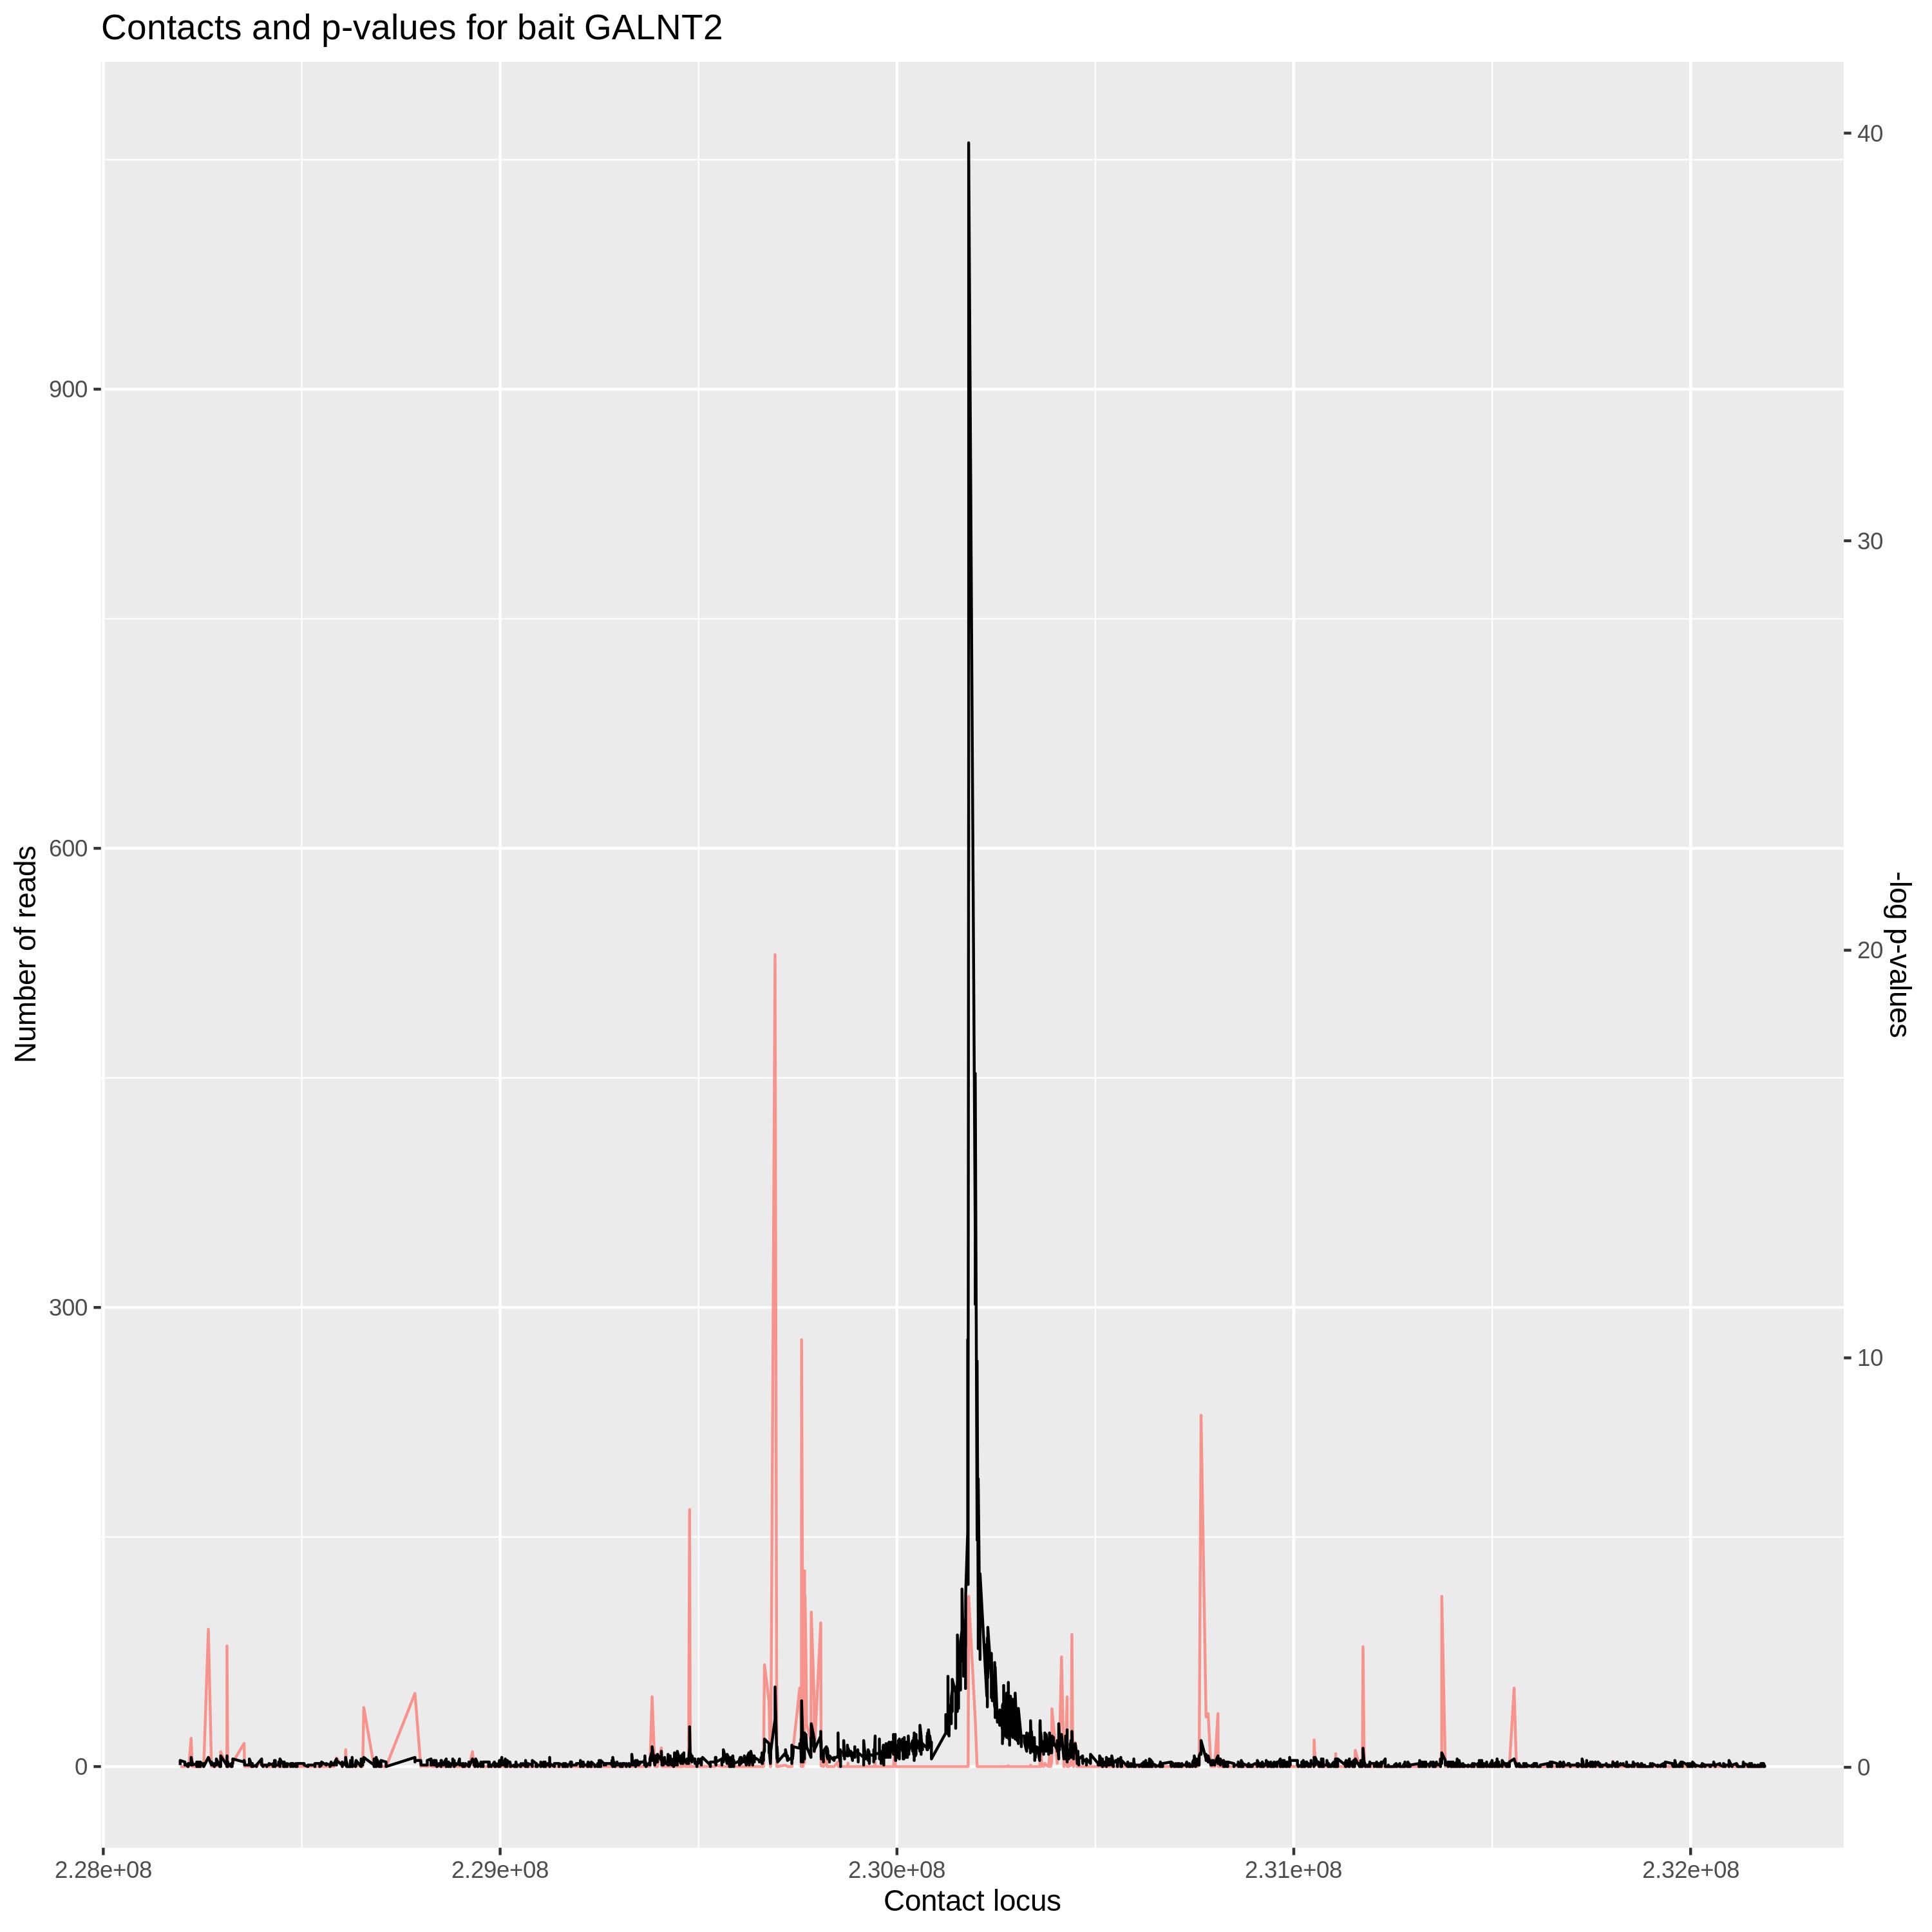 Contacts and p-values for bait GALNT2
40
900
30
600
20
300
10
0
0
Number of reads
-log p-values
2.28e+08
2.29e+08
2.30e+08
2.31e+08
2.32e+08
Contact locus